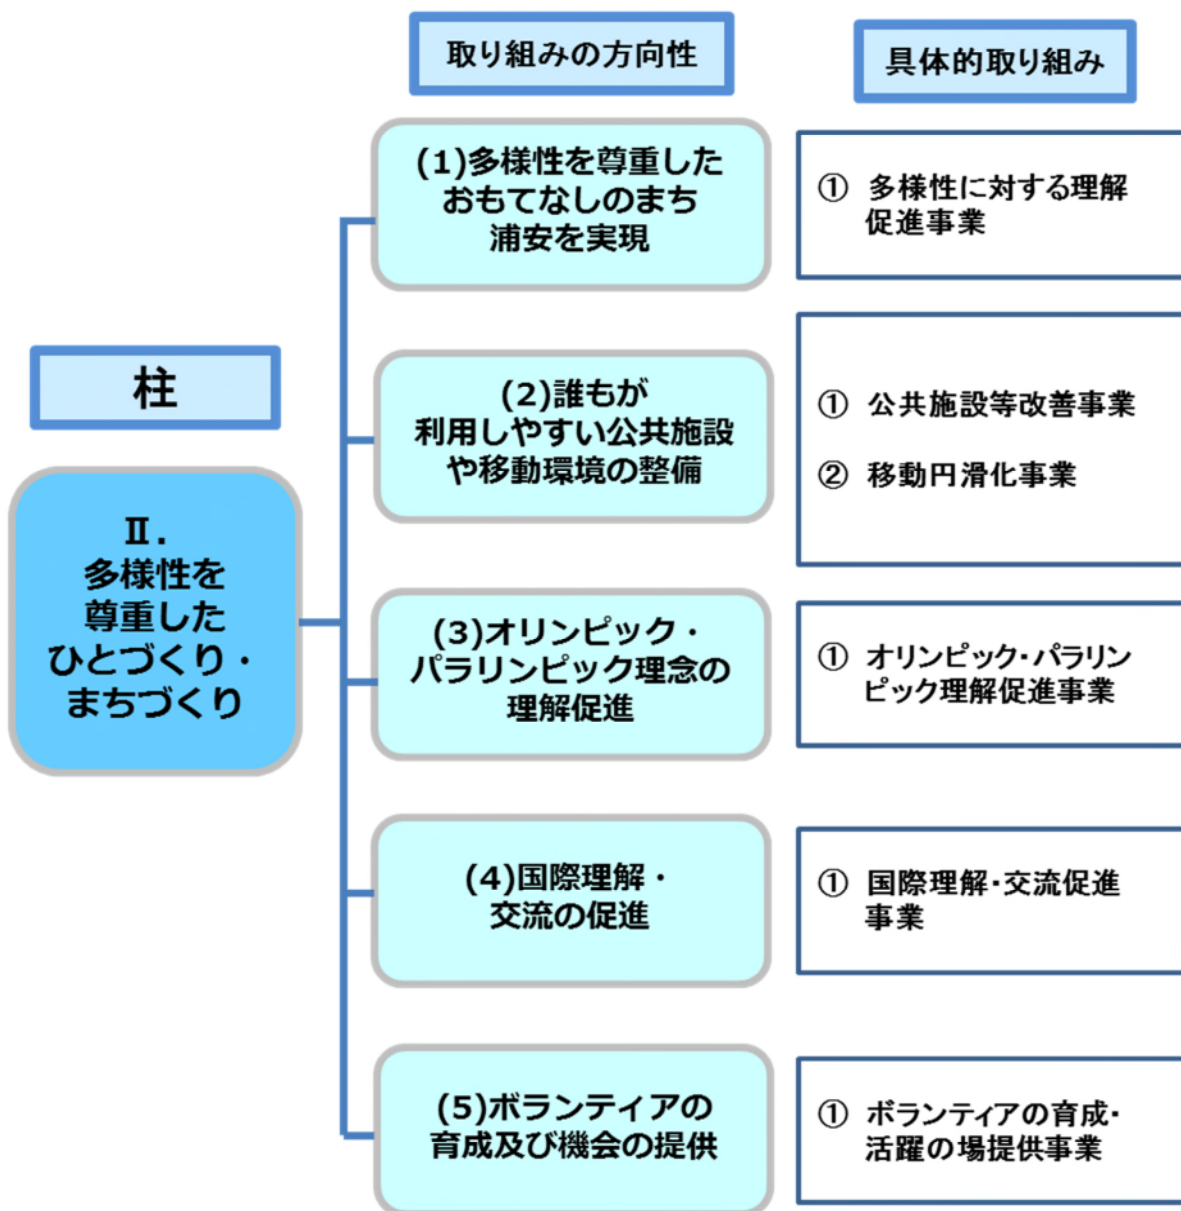 取り組みの方向性
具体的取り組み
柱
Ⅱ.
多様性を
尊重した
ひとづくり・
まちづくり
(1)多様性を尊重した
おもてなしのまち
浦安を実現
① 多様性に対する理解
促進事業
(2)誰もが
利用しやすい公共施設
や移動環境の整備
① 公共施設等改善事業
② 移動円滑化事業
(3)オリンピック・
パラリンピック理念の
理解促進
① オリンピック・パラリン
ピック理解促進事業
(4)国際理解・
交流の促進
① 国際理解・交流促進
事業
(5)ボランティアの
育成及び機会の提供
① ボランティアの育成・
活躍の場提供事業